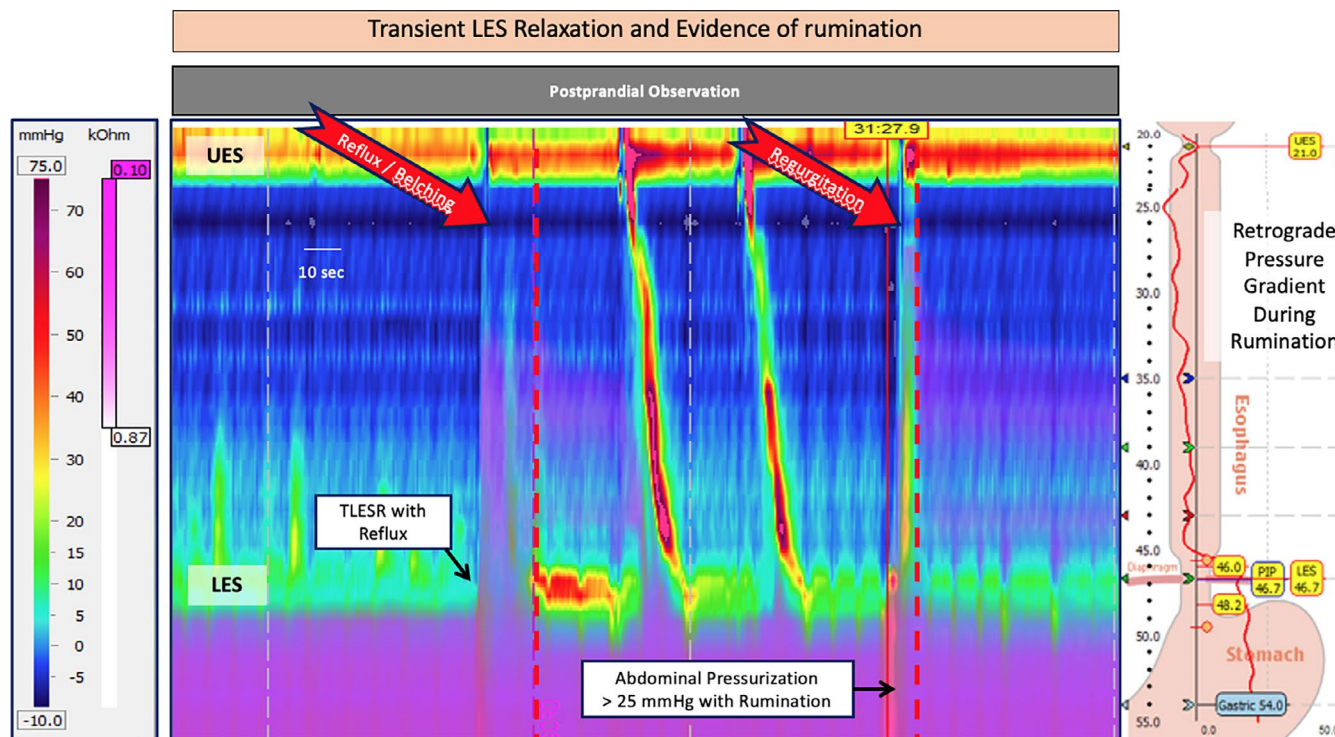 Transient LES Relaxation and Evidence of rumination
Postprandial Observation
mmHg
kOhm
75.0
0.10
70
60
50
40
30
0.87
20
15
10
5
0
-5
-10.0
UES
Reflux / Belching
10 sec
31:27.9
Regurgitation
TLESR with
Reflux
LES
Abdominal Pressurization
> 25 mmHg with Rumination
20.0
UES
21.0
25.0
Retrograde
Pressure
Gradient
During
Rumination
30.0
35.0
Esophagus
40.0
45.0
Diaphragm
46.0
PIP
46.7
LES
46.7
48.2
50.0
Stomach
Gastric 54.0
55.0
0.0
50.0